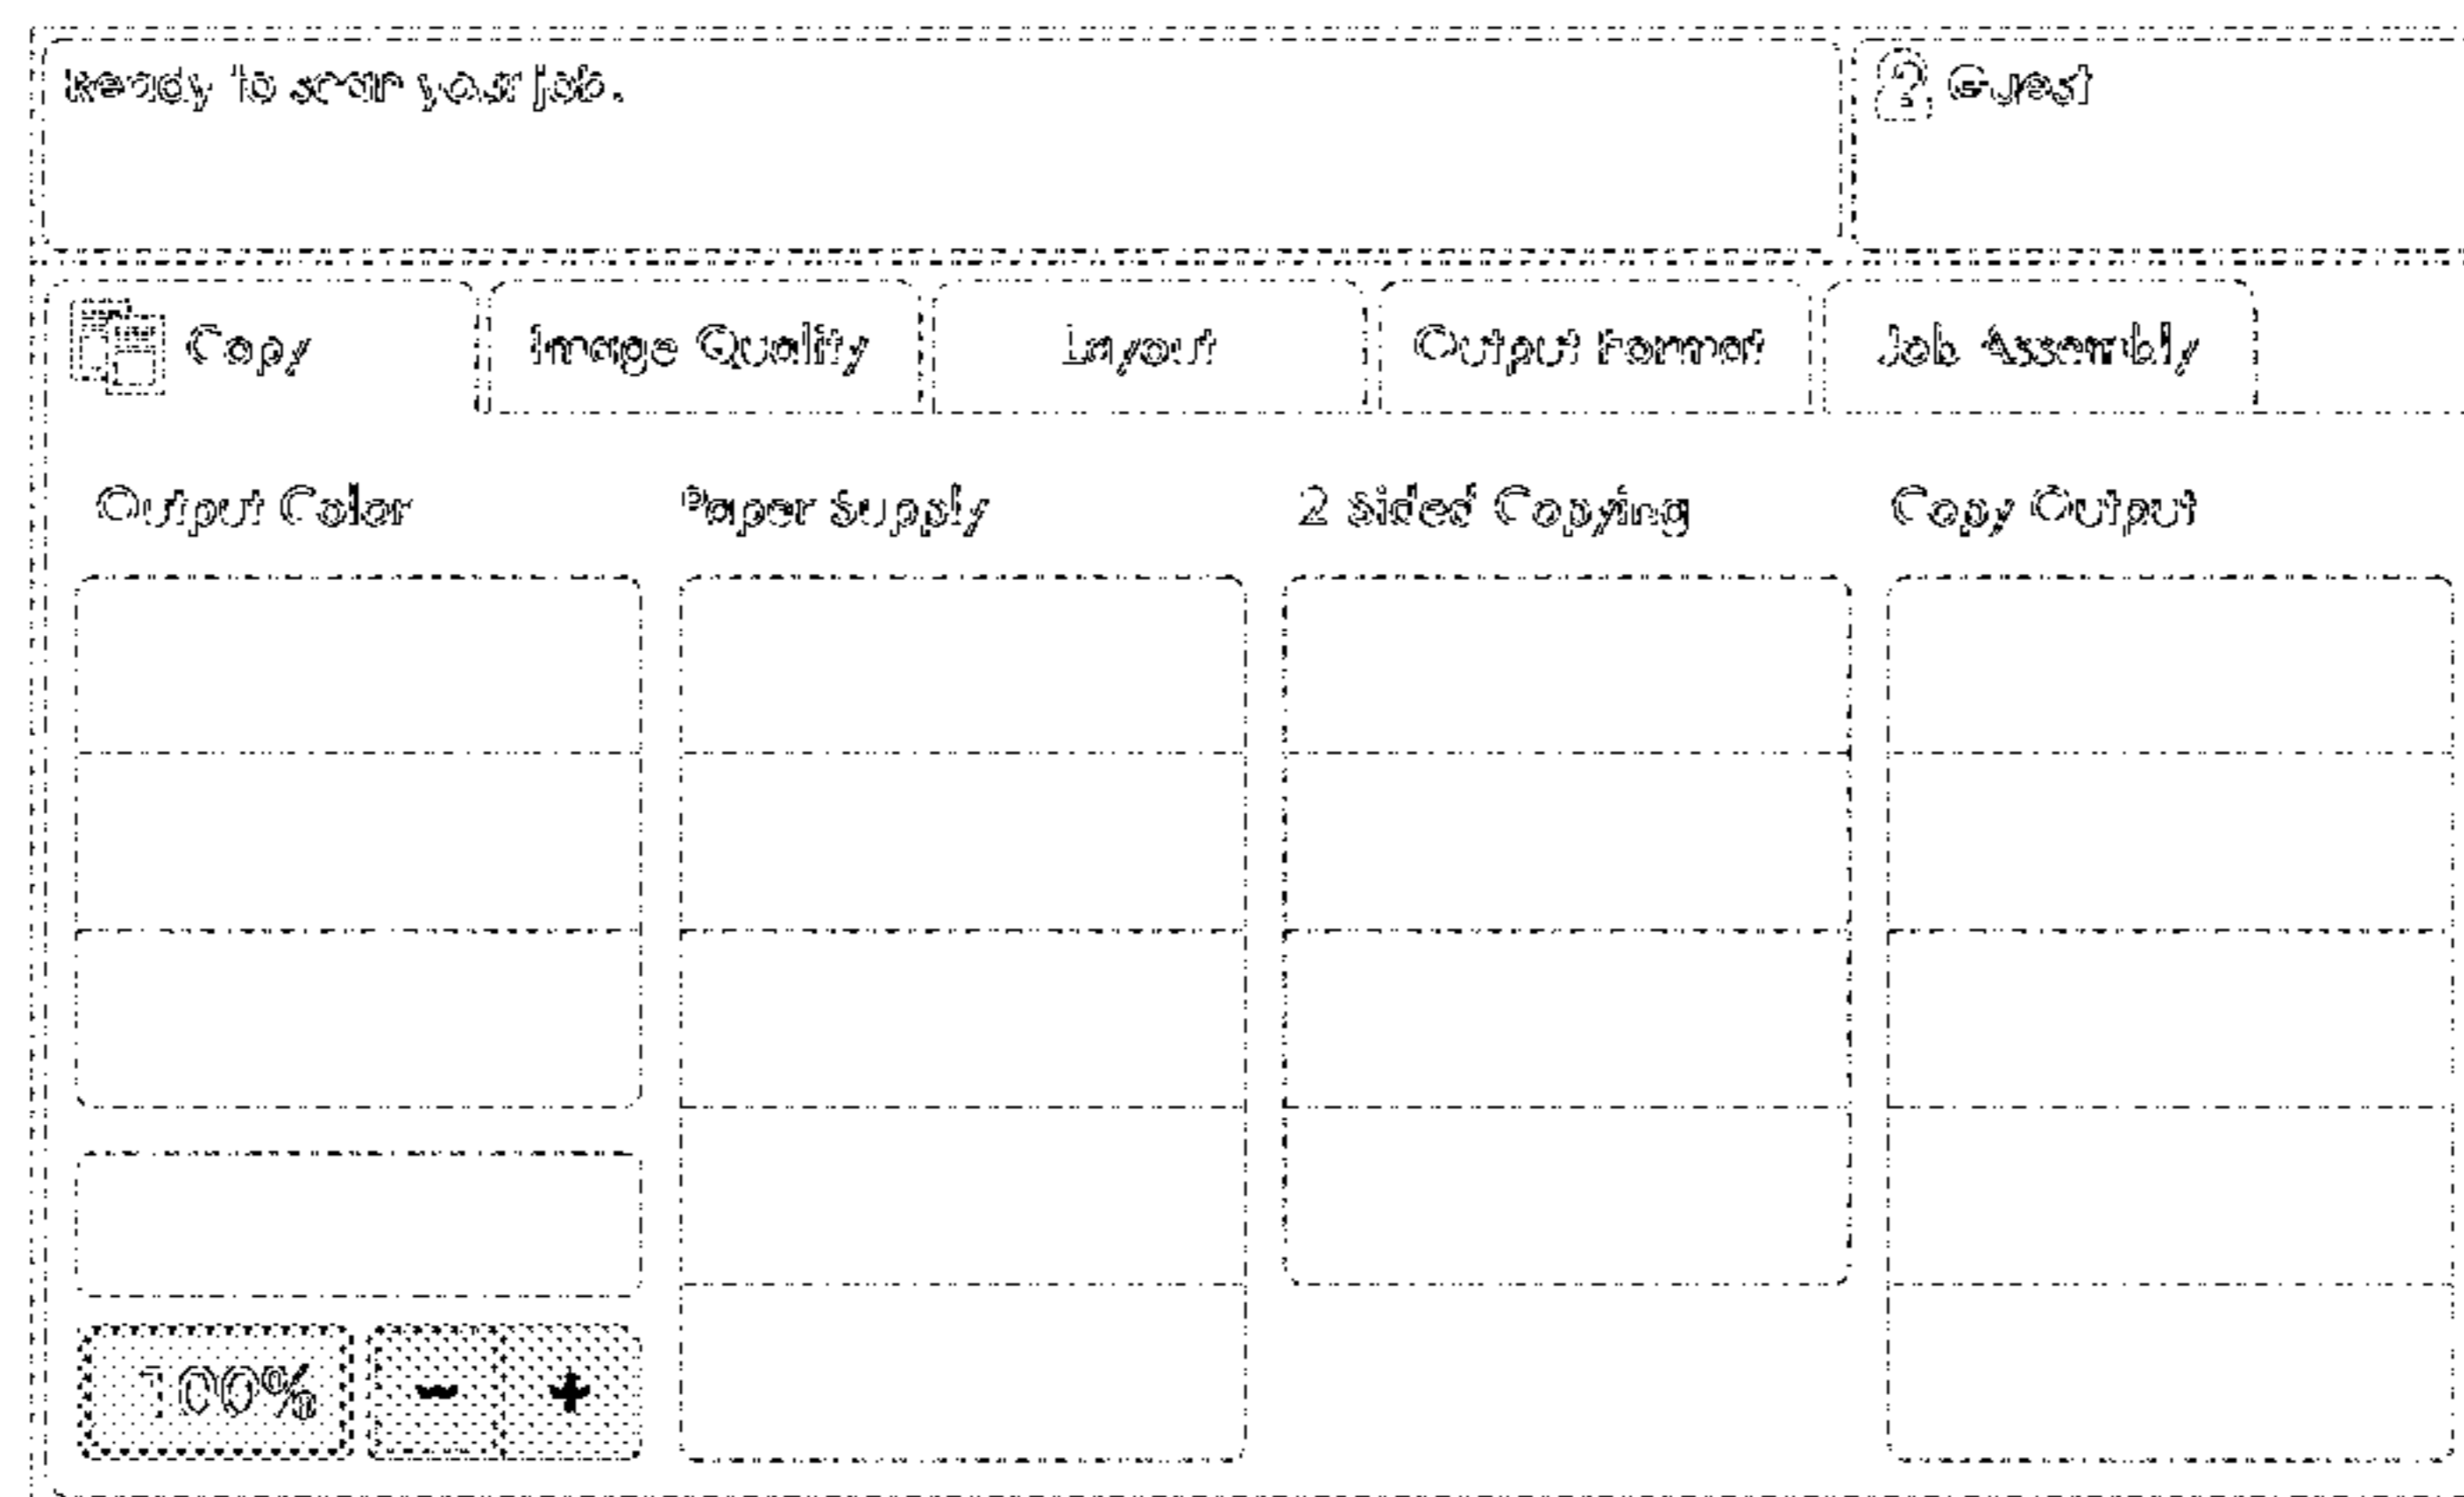 Ready to scan your job.
Guest
Copy
Image Quality
Layout
Output Format
Job Assembly
Output Color
Paper Supply
2 Sided Copying
Copy Output
100%
-
+